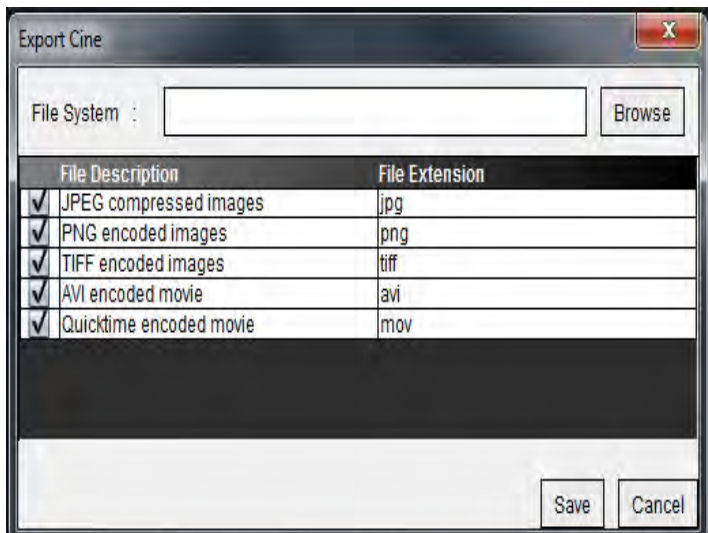 Export Cine
X
File System :
Browse
File Description File Extension
JPEG compressed images jpg
PNG encoded images png
TIFF encoded images tiff
AVI encoded movie avi
Quicktime encoded movie mov
Save Cancel